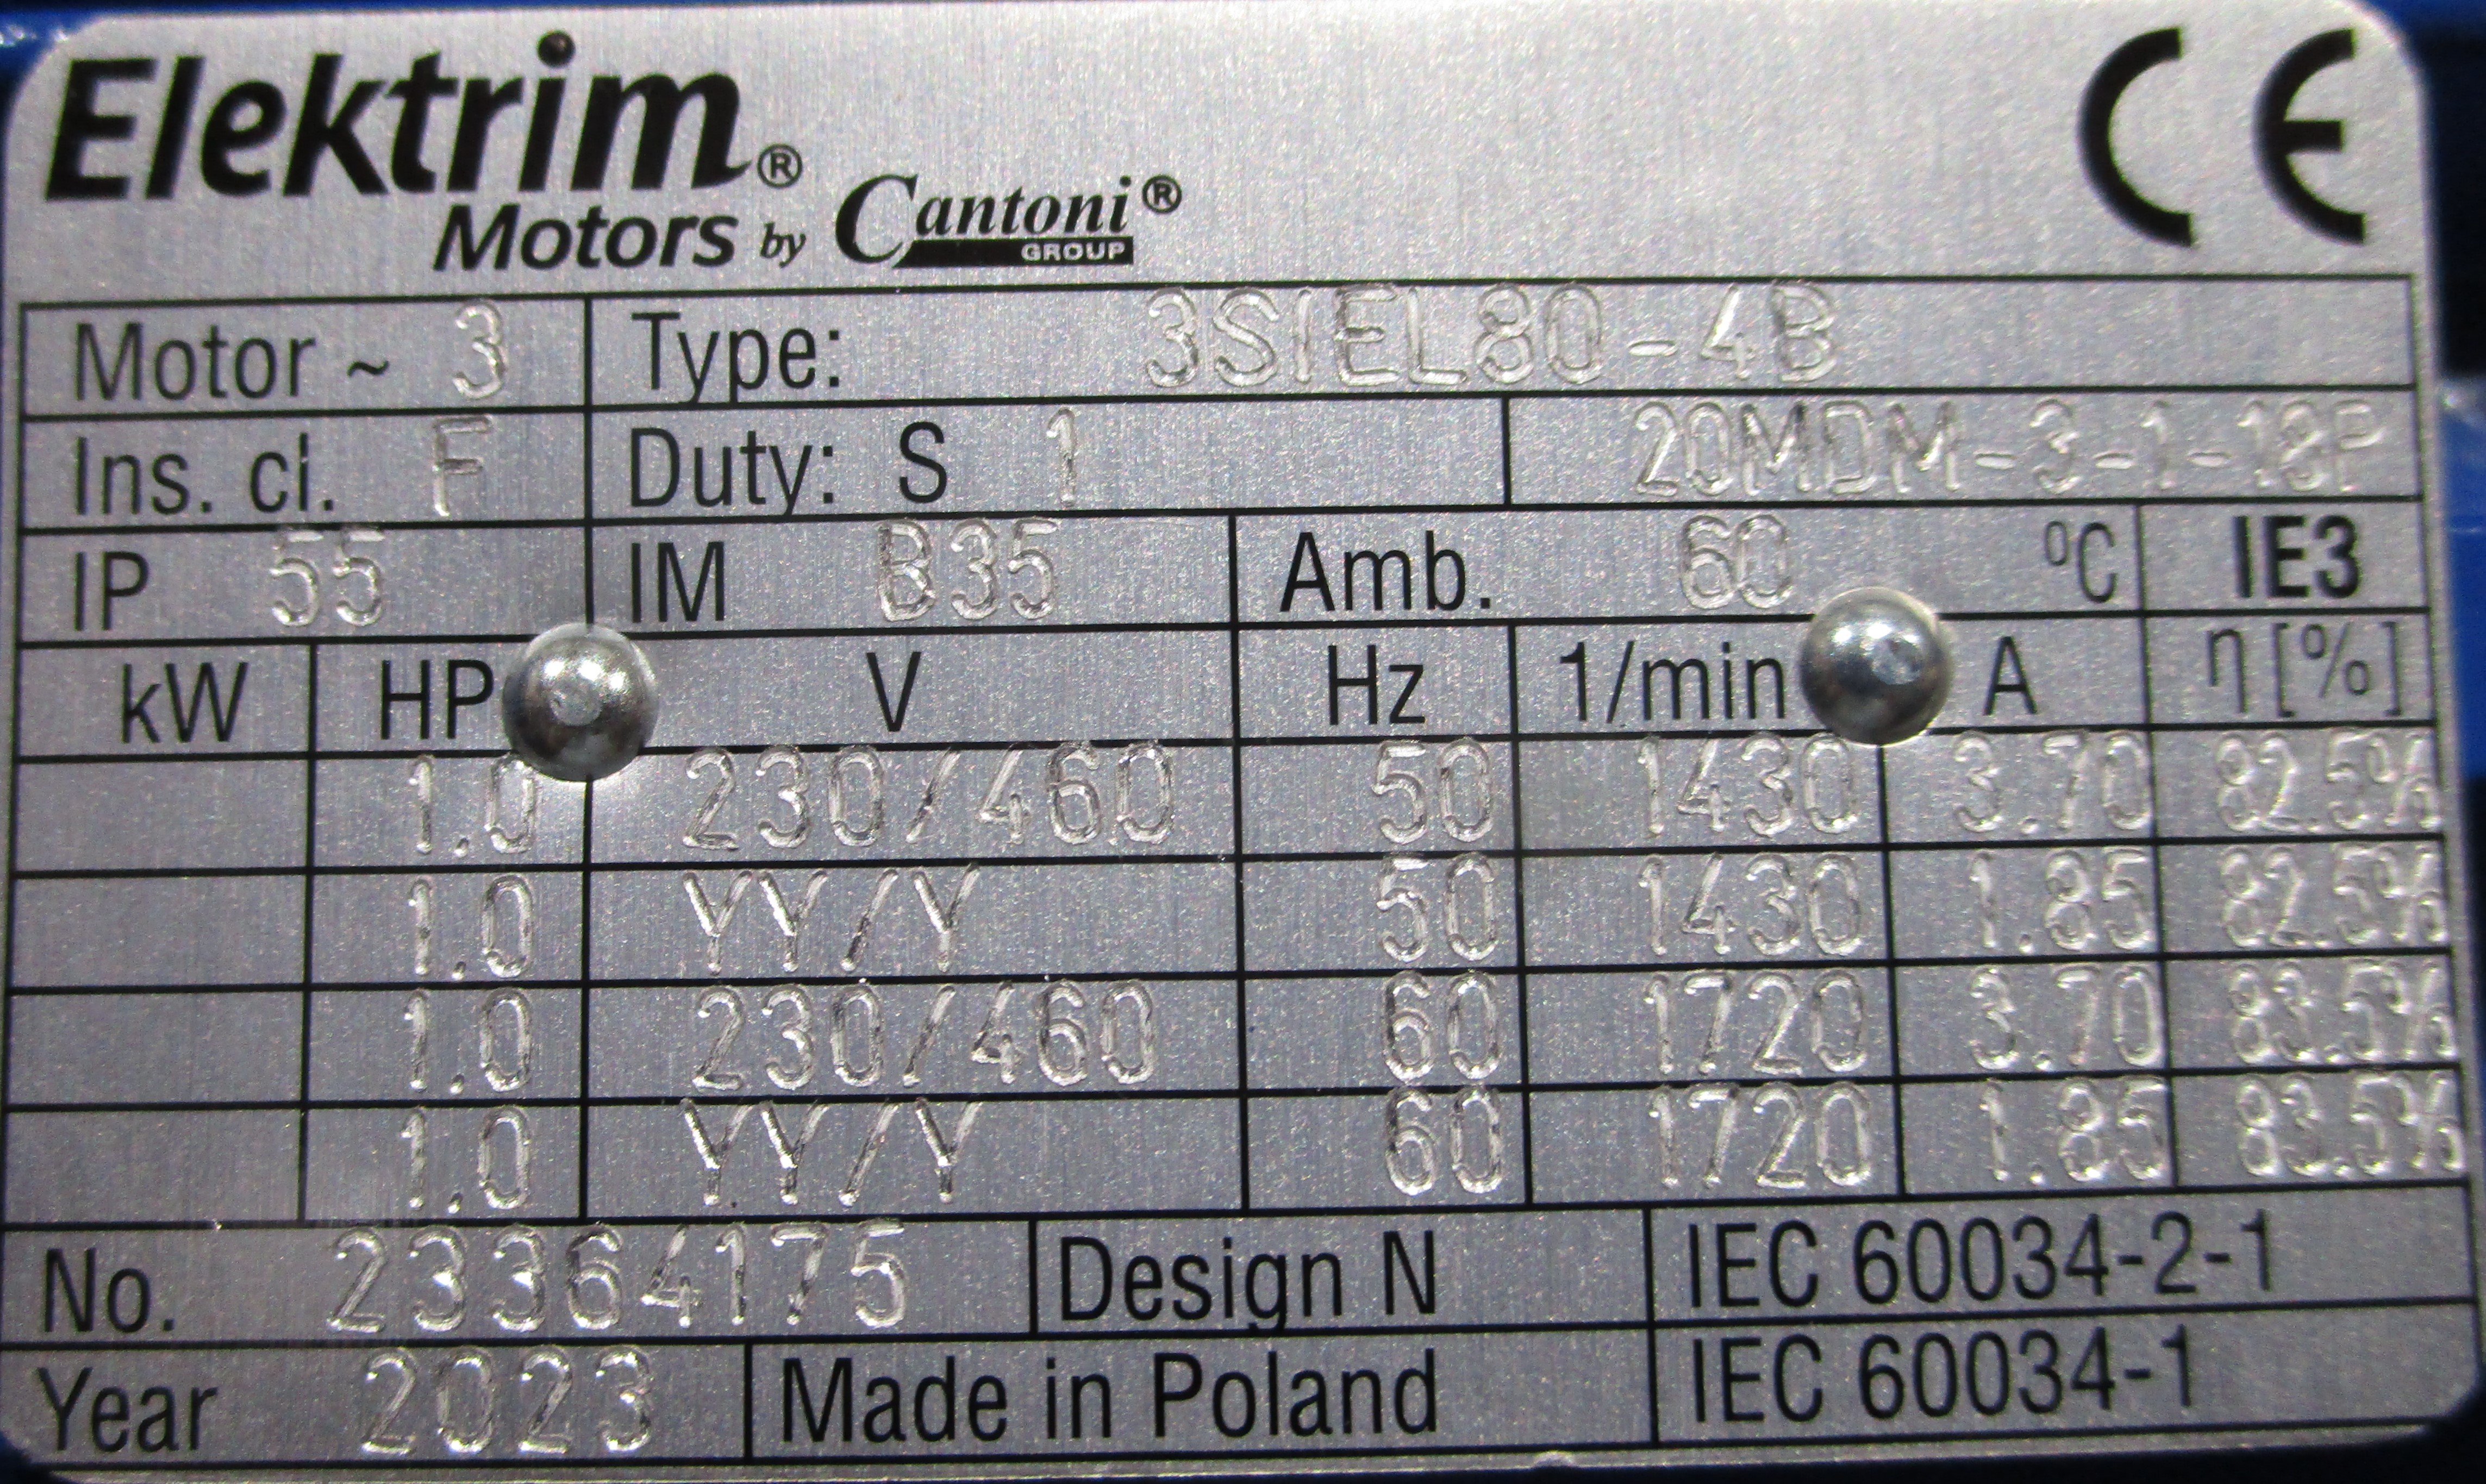 Elektrim®
Motors by Cantoni®
GROUP
CE
Motor ~ 3 Type: 3SIEL80-4B
Ins. cl. F Duty: S 1 20MDM-3-1-18P
IP 55 IM B35 Amb. 60 °C IE3
kW HP V Hz 1/min A η[%]
1.0 230/460 50 1430 3.70 82.5%
1.0 YY/Y 50 1430 1.85 82.5%
1.0 230/460 60 1720 3.70 83.5%
1.0 YY/Y 60 1720 1.85 83.5%
No. 23364175 Design N IEC 60034-2-1
Year 2023 Made in Poland IEC 60034-1